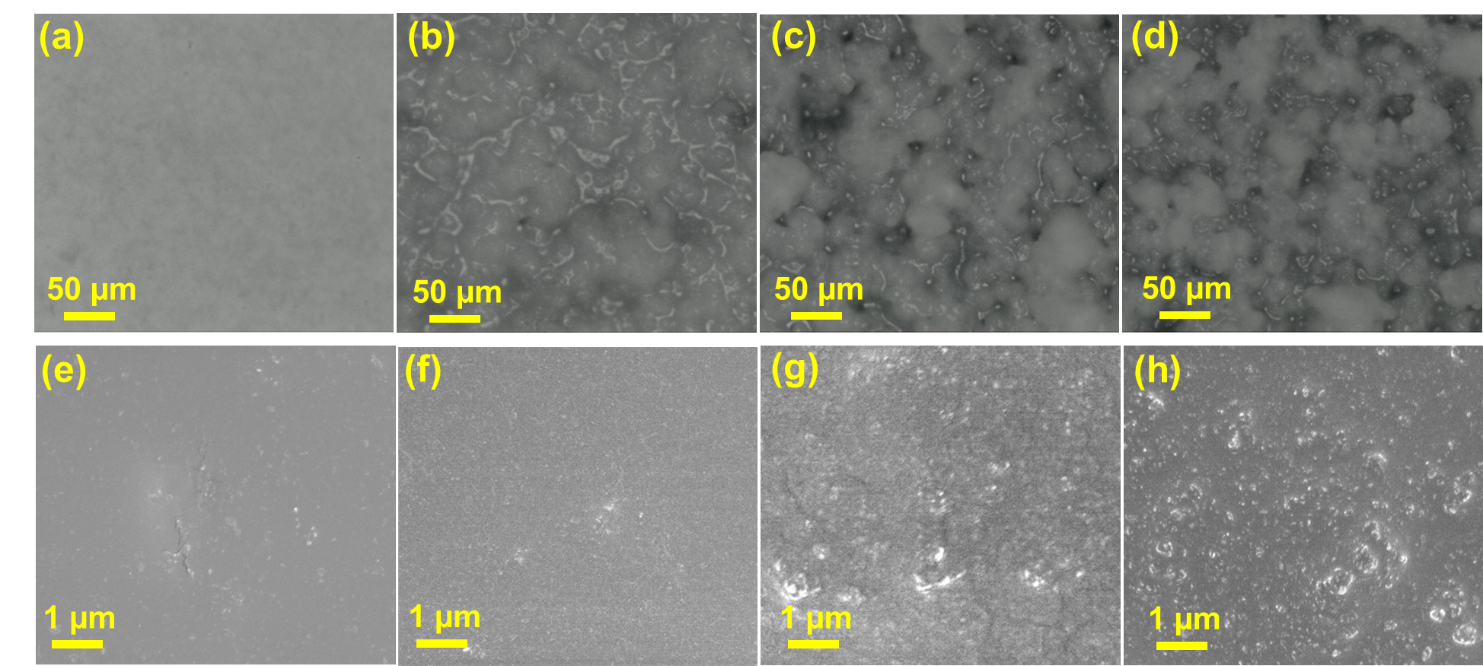 (a)
(b)
(c)
(d)
50 µm
50 µm
50 µm
50 µm
(e)
(f)
(g)
(h)
1 µm
1 µm
1 µm
1 µm